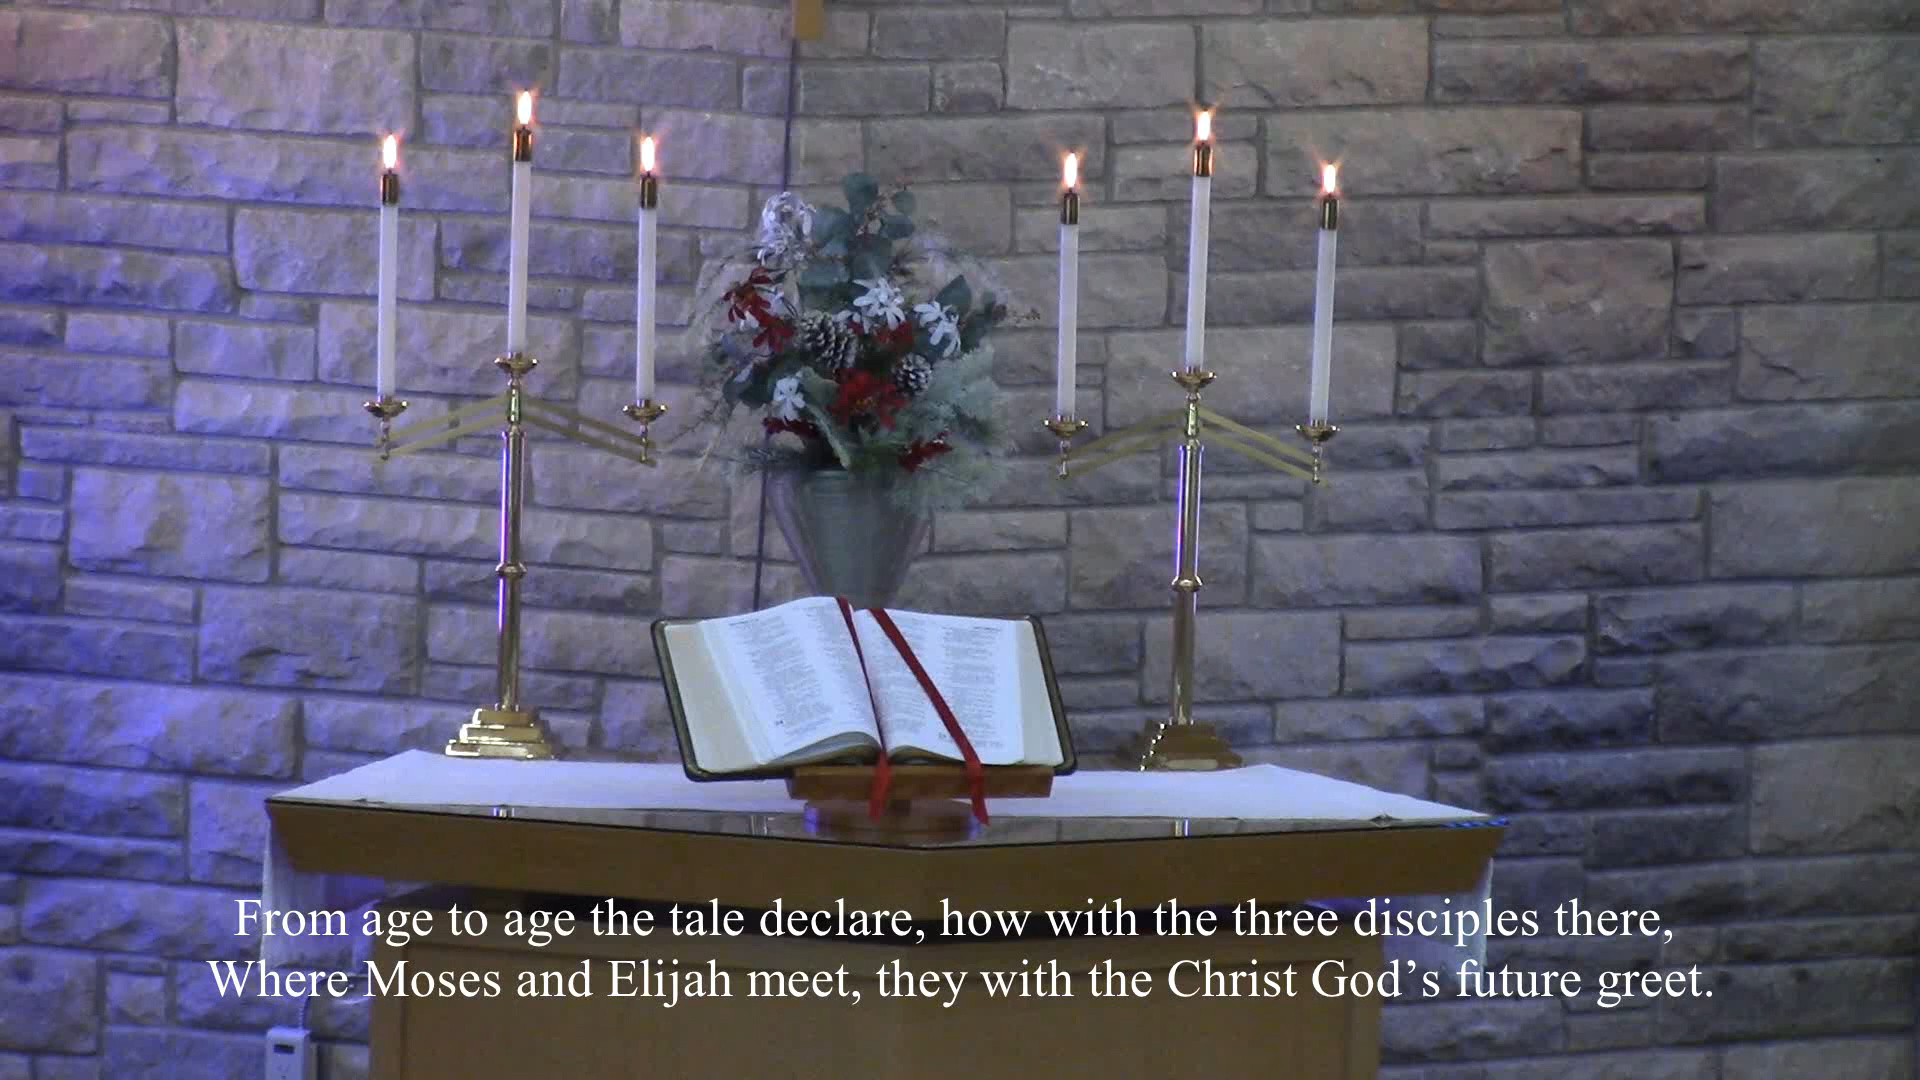 From age to age the tale declare, how with the three disciples there,
Where Moses and Elijah meet, they with the Christ God’s future greet.